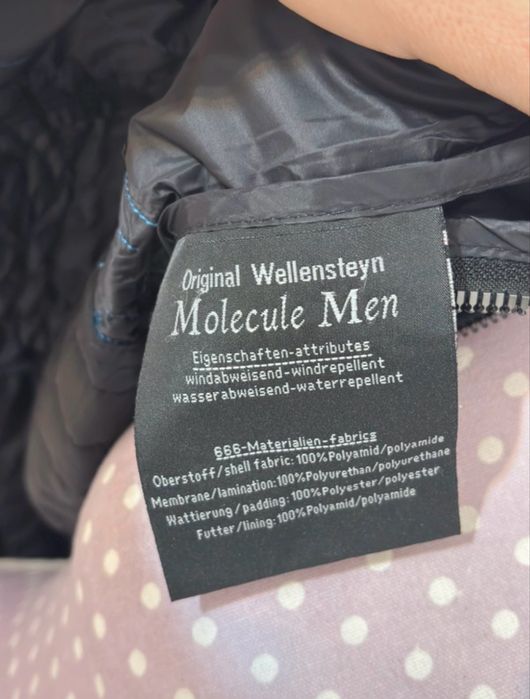 Original Wellensteyn
Molecule Men
Eigenschaften-attributes
windabweisend-windrepellent
wasserabweisend-waterrepellent
666-Materialien-fabrics
Oberstoff/shell fabric:100%Polyamid/polyamide
Membrane/lamination:100%Polyurethan/polyurethane
Wattierung/padding:100%Polyester/polyester
Futter/lining:100%Polyamid/polyamide